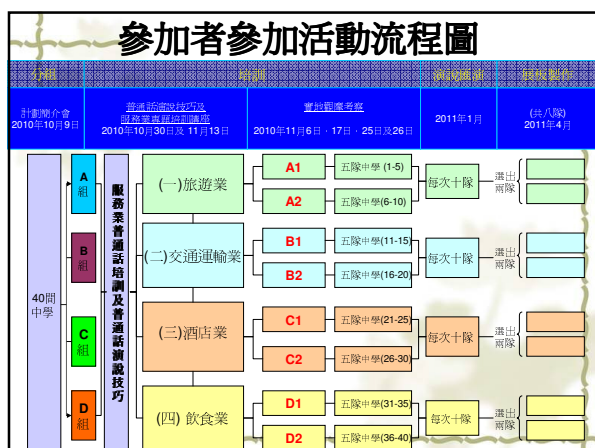 參加者參加活動流程圖
分組
培訓
演說匯演
展板製作
計劃簡介會
2010年10月9日
普通話演說技巧及
服務業專題培訓講座
2010年10月30日及 11月13日
實地觀摩考察
2010年11月6日、17日、25日及26日
2011年1月
(共八隊)
2011年4月
40間
中學
A
組
B
組
C
組
D
組
服務業普通話培訓及普通話演說技巧
(一)旅遊業
A1
五隊中學 (1-5)
A2
五隊中學(6-10)
每次十隊
選出
兩隊
(二)交通運輸業
B1
五隊中學(11-15)
B2
五隊中學(16-20)
每次十隊
選出
兩隊
(三)酒店業
C1
五隊中學(21-25)
C2
五隊中學(26-30)
每次十隊
選出
兩隊
(四) 飲食業
D1
五隊中學(31-35)
D2
五隊中學(36-40)
每次十隊
選出
兩隊